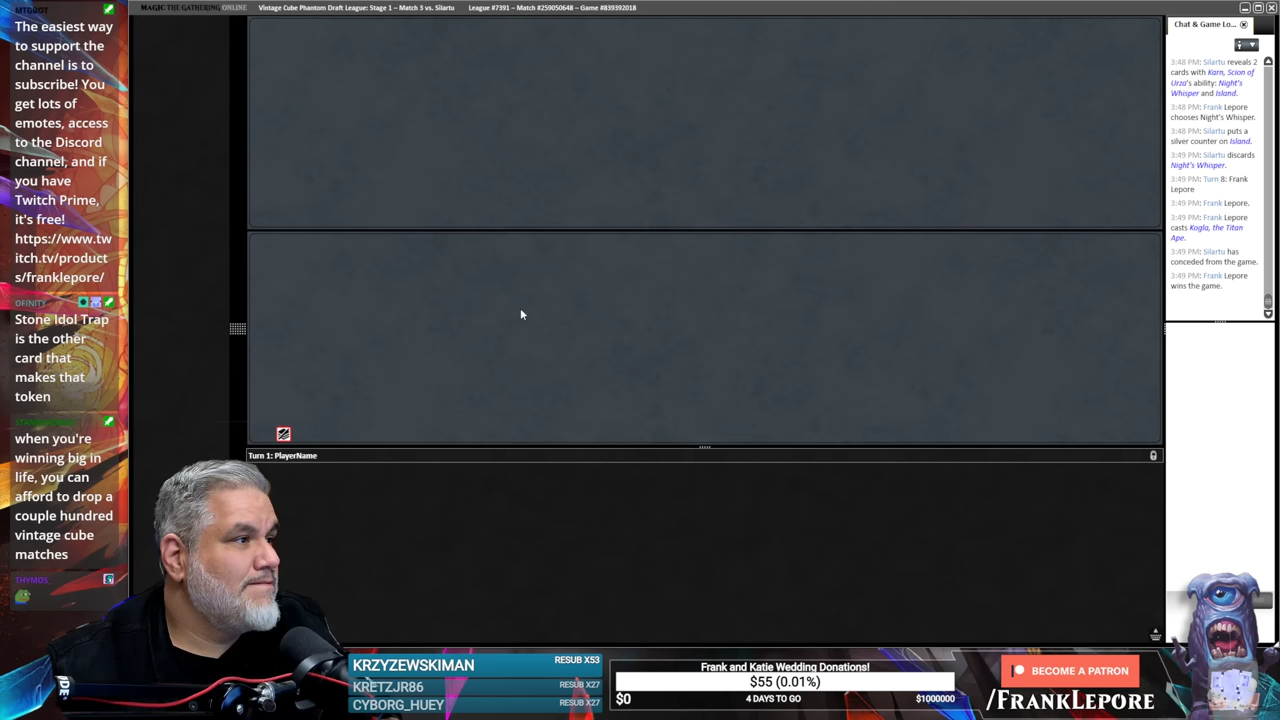 MTGBOT
The easiest way
to support the
channel is to
subscribe! You
get lots of
emotes, access
to the Discord
channel, and if
you have
Twitch Prime,
it's free!
https://www.tw
itch.tv/product
s/franklepore/
OFINITY
Stone Idol Trap
is the other
card that
makes that
token
when you're
winning big in
life, you can
afford to drop a
couple hundred
vintage cube
matches
THYMOS
MAGIC: THE GATHERING ONLINE Vintage Cube Phantom Draft League: Stage 1 – Match 3 vs. Silartu League #7391 – Match #259050648 – Game #839392018
Turn 1: PlayerName
Chat & Game Lo...
3:48 PM: Silartu reveals 2
cards with Karn, Scion of
Urza's ability: Night's
Whisper and Island.
3:48 PM: Frank Lepore
chooses Night's Whisper.
3:48 PM: Silartu puts a
silver counter on Island.
3:49 PM: Silartu discards
Night's Whisper.
3:49 PM: Turn 8: Frank
Lepore
3:49 PM: Frank Lepore.
3:49 PM: Frank Lepore
casts Kogla, the Titan
Ape.
3:49 PM: Silartu has
conceded from the game.
3:49 PM: Frank Lepore
wins the game.
KRZYZEWSKIMAN RESUB X53
KRETZJR86 RESUB X27
CYBORG_HUEY RESUB X27
Frank and Katie Wedding Donations!
$55 (0.01%)
$0 4 DAYS TO GO $1000000
BECOME A PATRON
/FRANKLEPORE